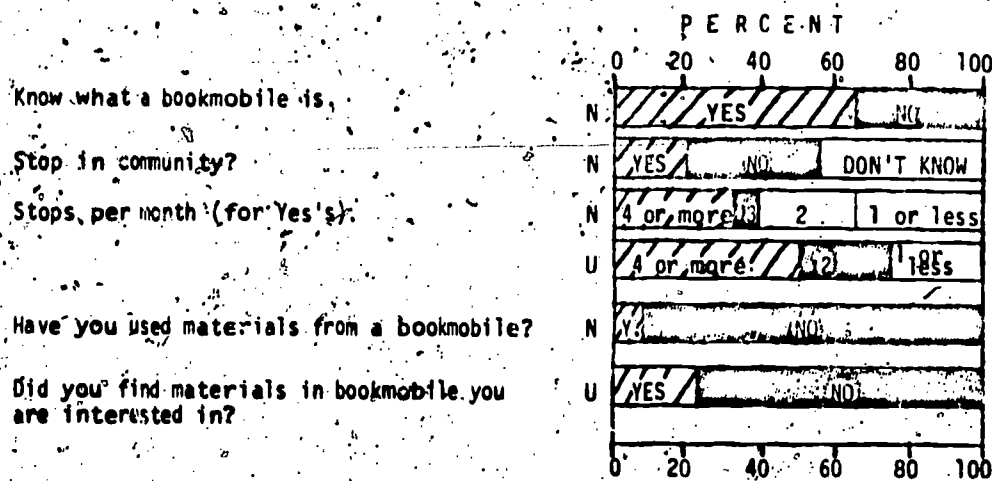 PERCENT
0 20 40 60 80 100
Know what a bookmobile is, N YES NO
Stop in community? N YES NO DON'T KNOW
Stops per month (for Yes's). N 4 or more 3 2 1 or less
U 4 or more 2 1 or less
Have you used materials from a bookmobile? N Y NO
Did you find materials in bookmobile you U YES NO
are interested in?
0 20 40 60 80 100